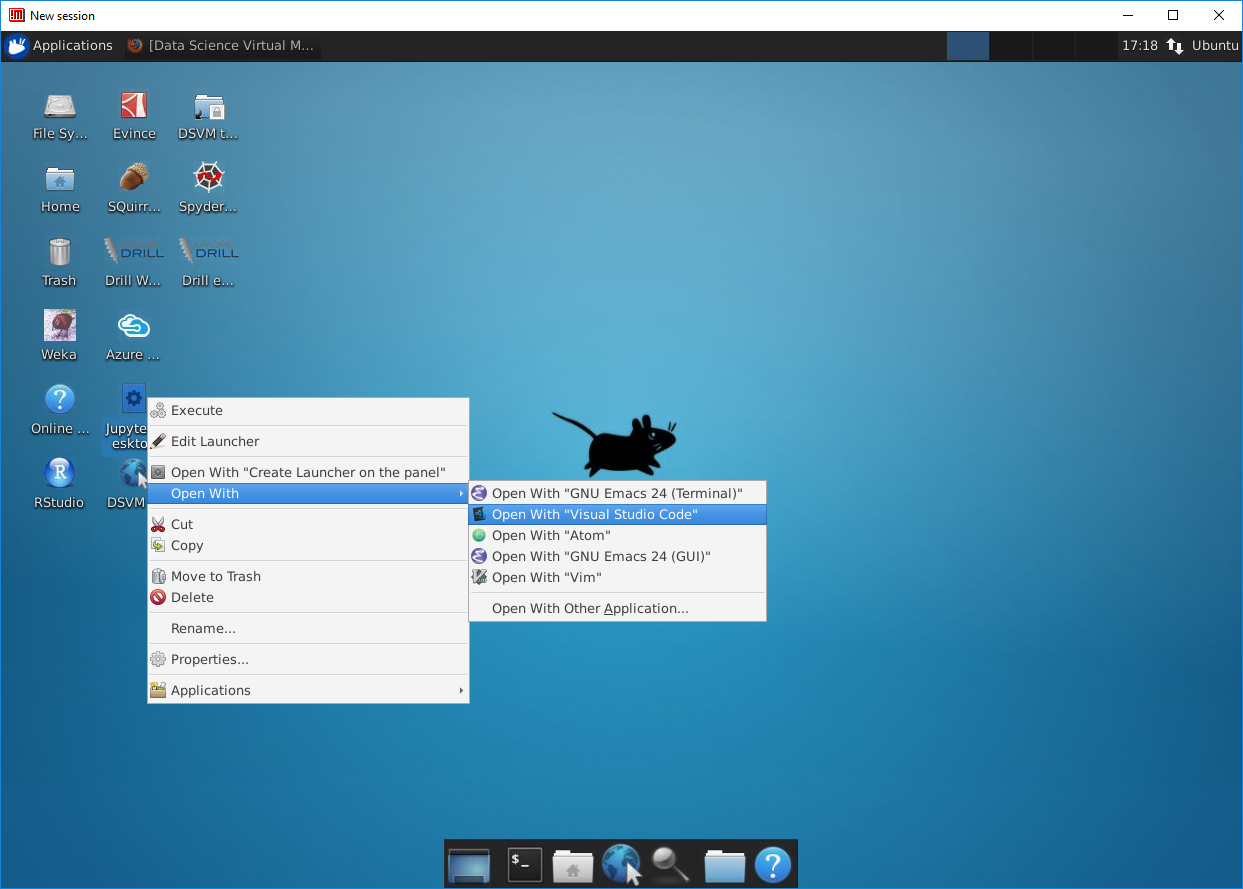 New session
Applications
[Data Science Virtual M...
17:18
Ubuntu
File Sy...
Evince
DSVM t...
Home
SQuirr...
Spyder...
DRILL
DRILL
Trash
Drill W...
Drill e...
Weka
Azure ...
Online ...
Jupyte
eskto
R
RStudio
DSVM
Execute
Edit Launcher
Open With "Create Launcher on the panel"
Open With
Cut
Copy
Move to Trash
Delete
Rename...
Properties...
Applications
Open With "GNU Emacs 24 (Terminal)"
Open With "Visual Studio Code"
Open With "Atom"
Open With "GNU Emacs 24 (GUI)"
Open With "Vim"
Open With Other Application...
$_